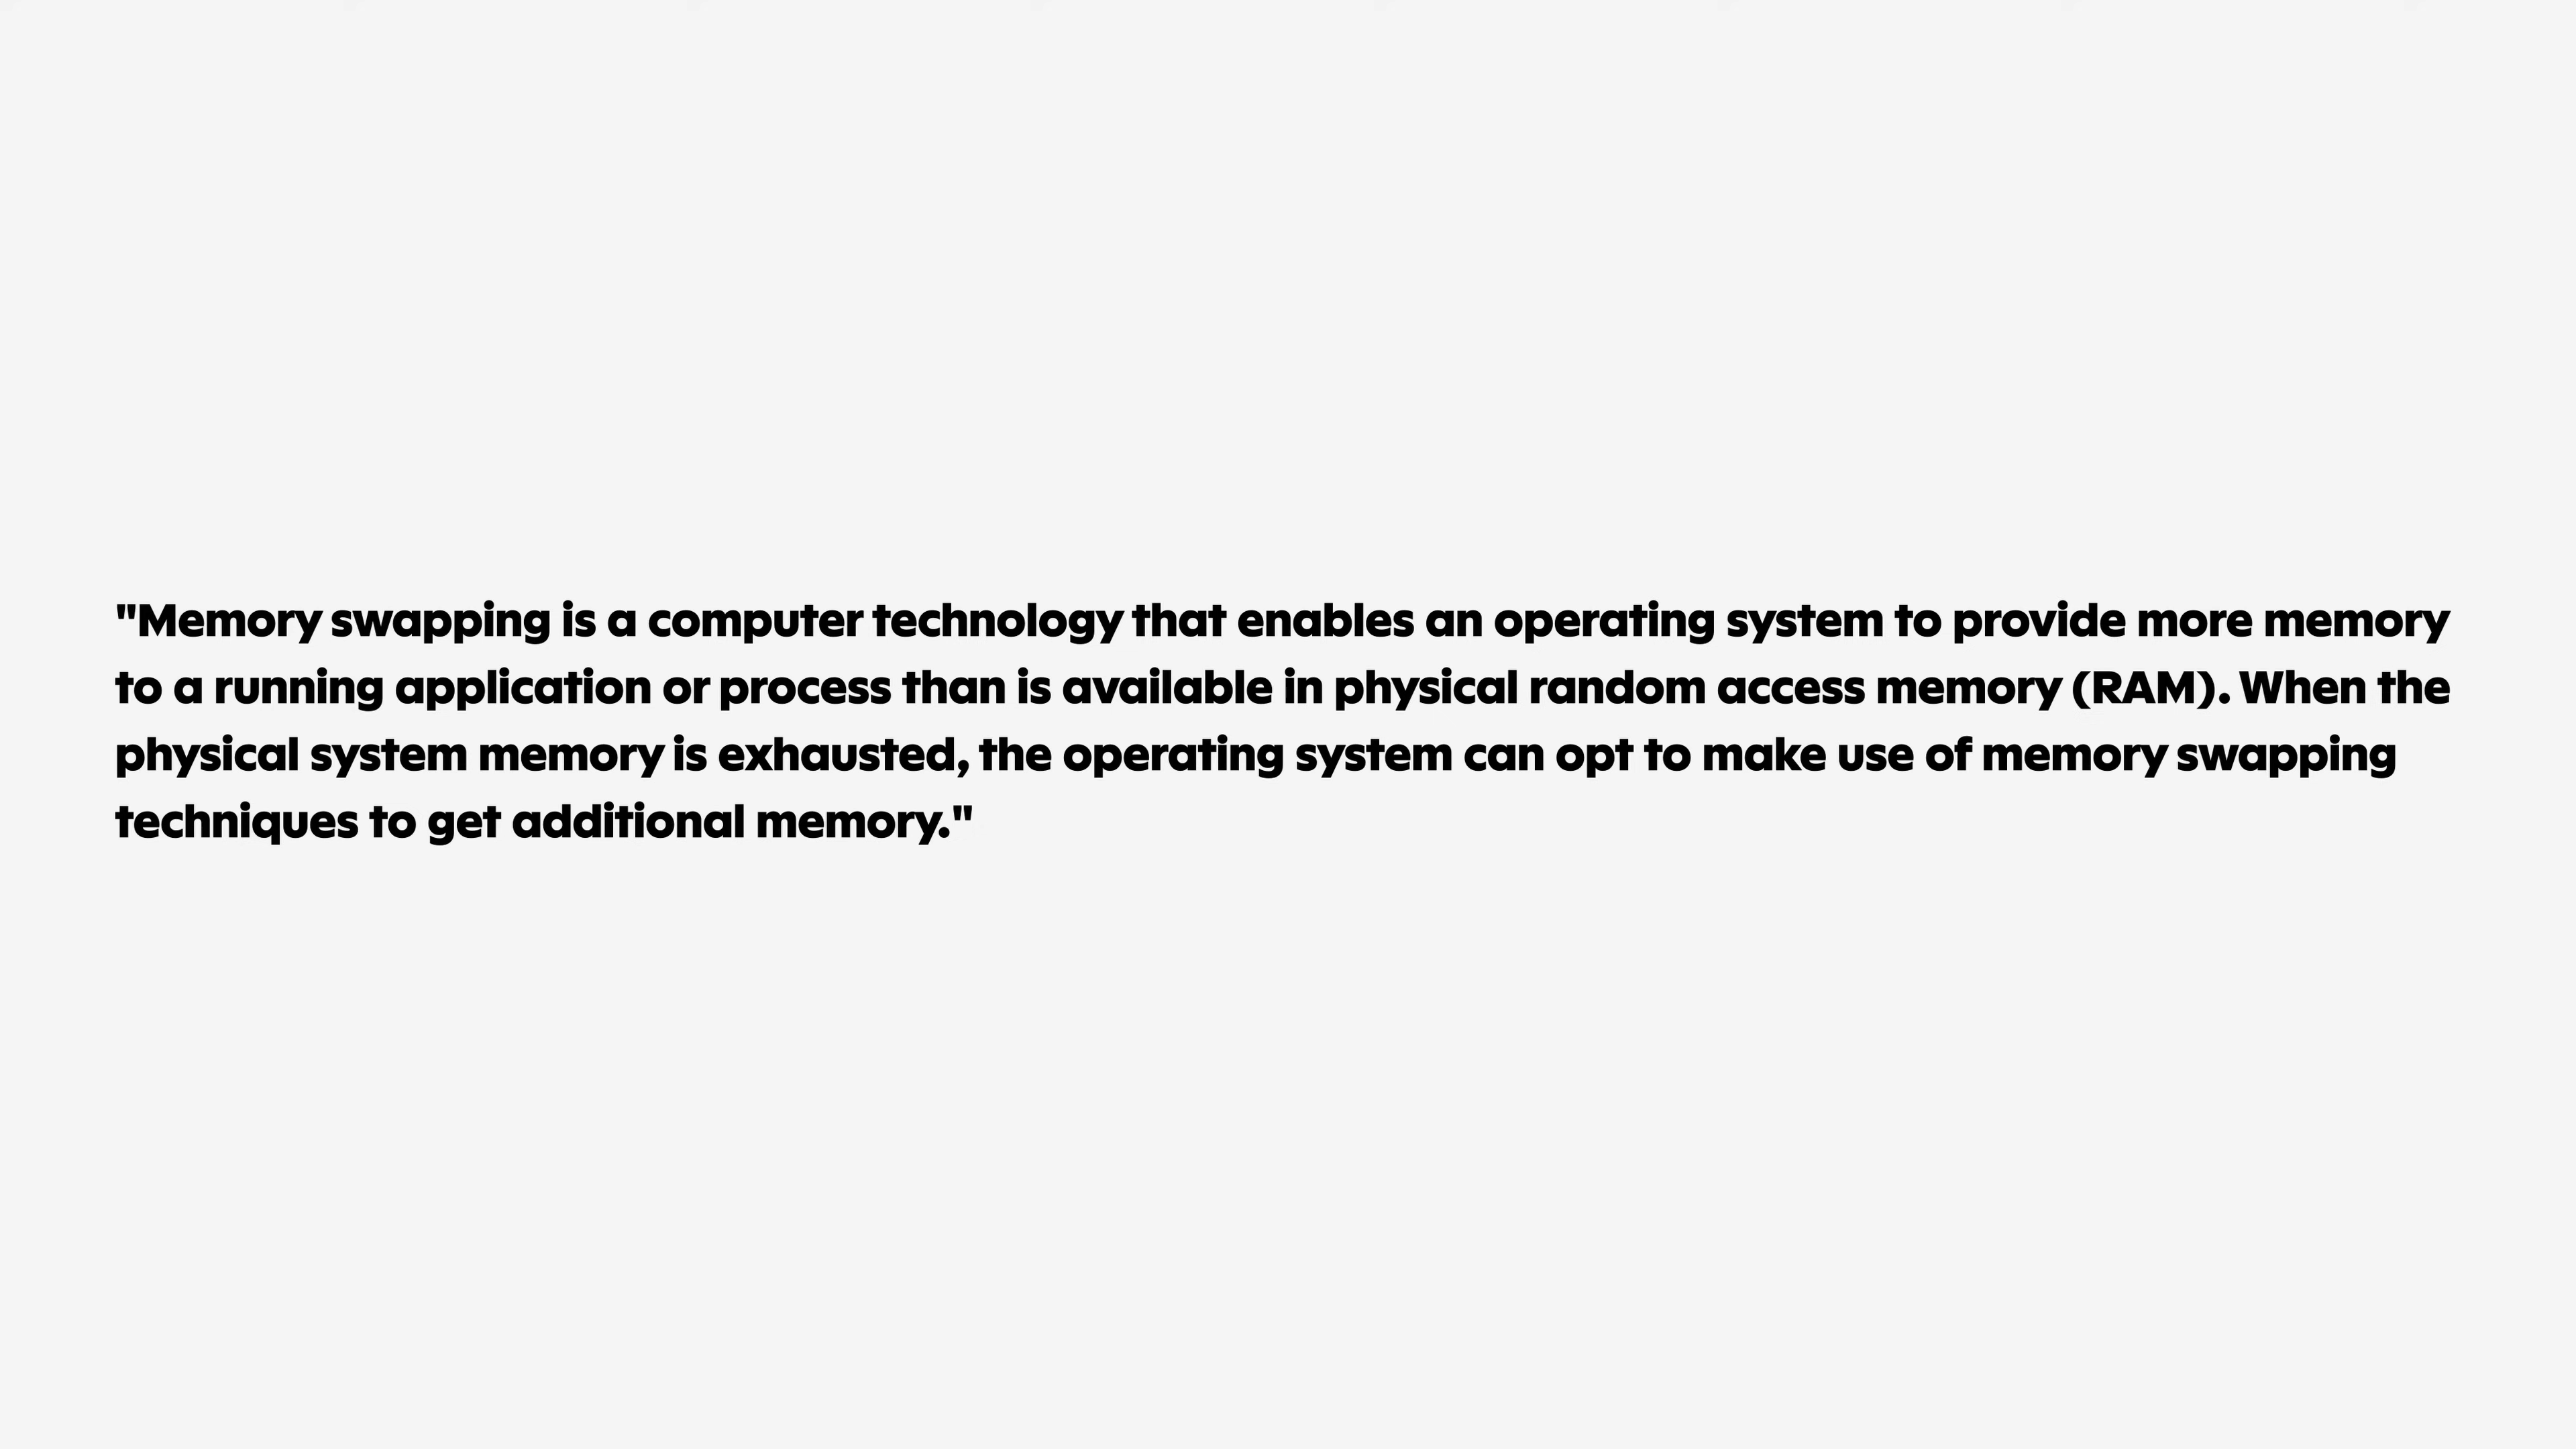 "Memory swapping is a computer technology that enables an operating system to provide more memory
to a running application or process than is available in physical random access memory (RAM). When the
physical system memory is exhausted, the operating system can opt to make use of memory swapping
techniques to get additional memory."